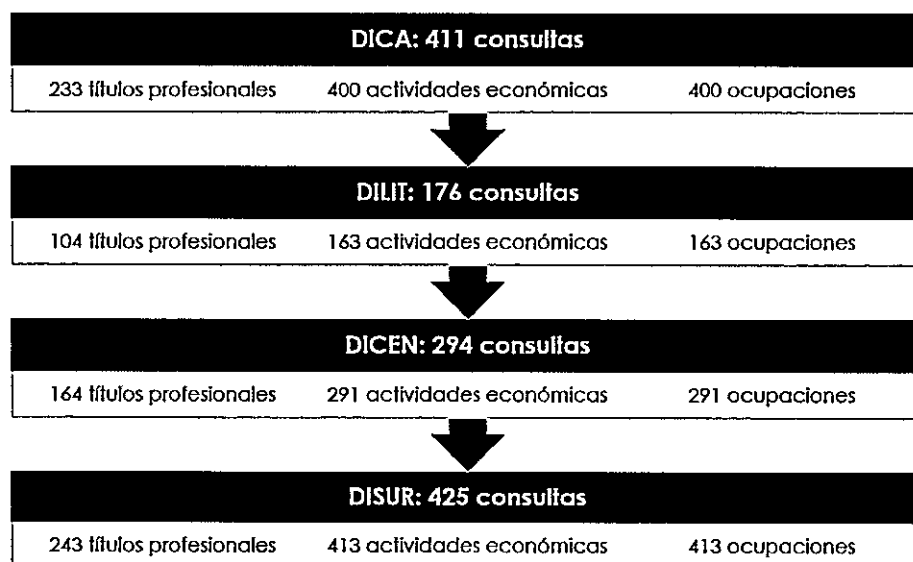 DICA: 411 consultas
233 títulos profesionales 400 actividades económicas 400 ocupaciones
DILIT: 176 consultas
104 títulos profesionales 163 actividades económicas 163 ocupaciones
DICEN: 294 consultas
164 títulos profesionales 291 actividades económicas 291 ocupaciones
DISUR: 425 consultas
243 títulos profesionales 413 actividades económicas 413 ocupaciones